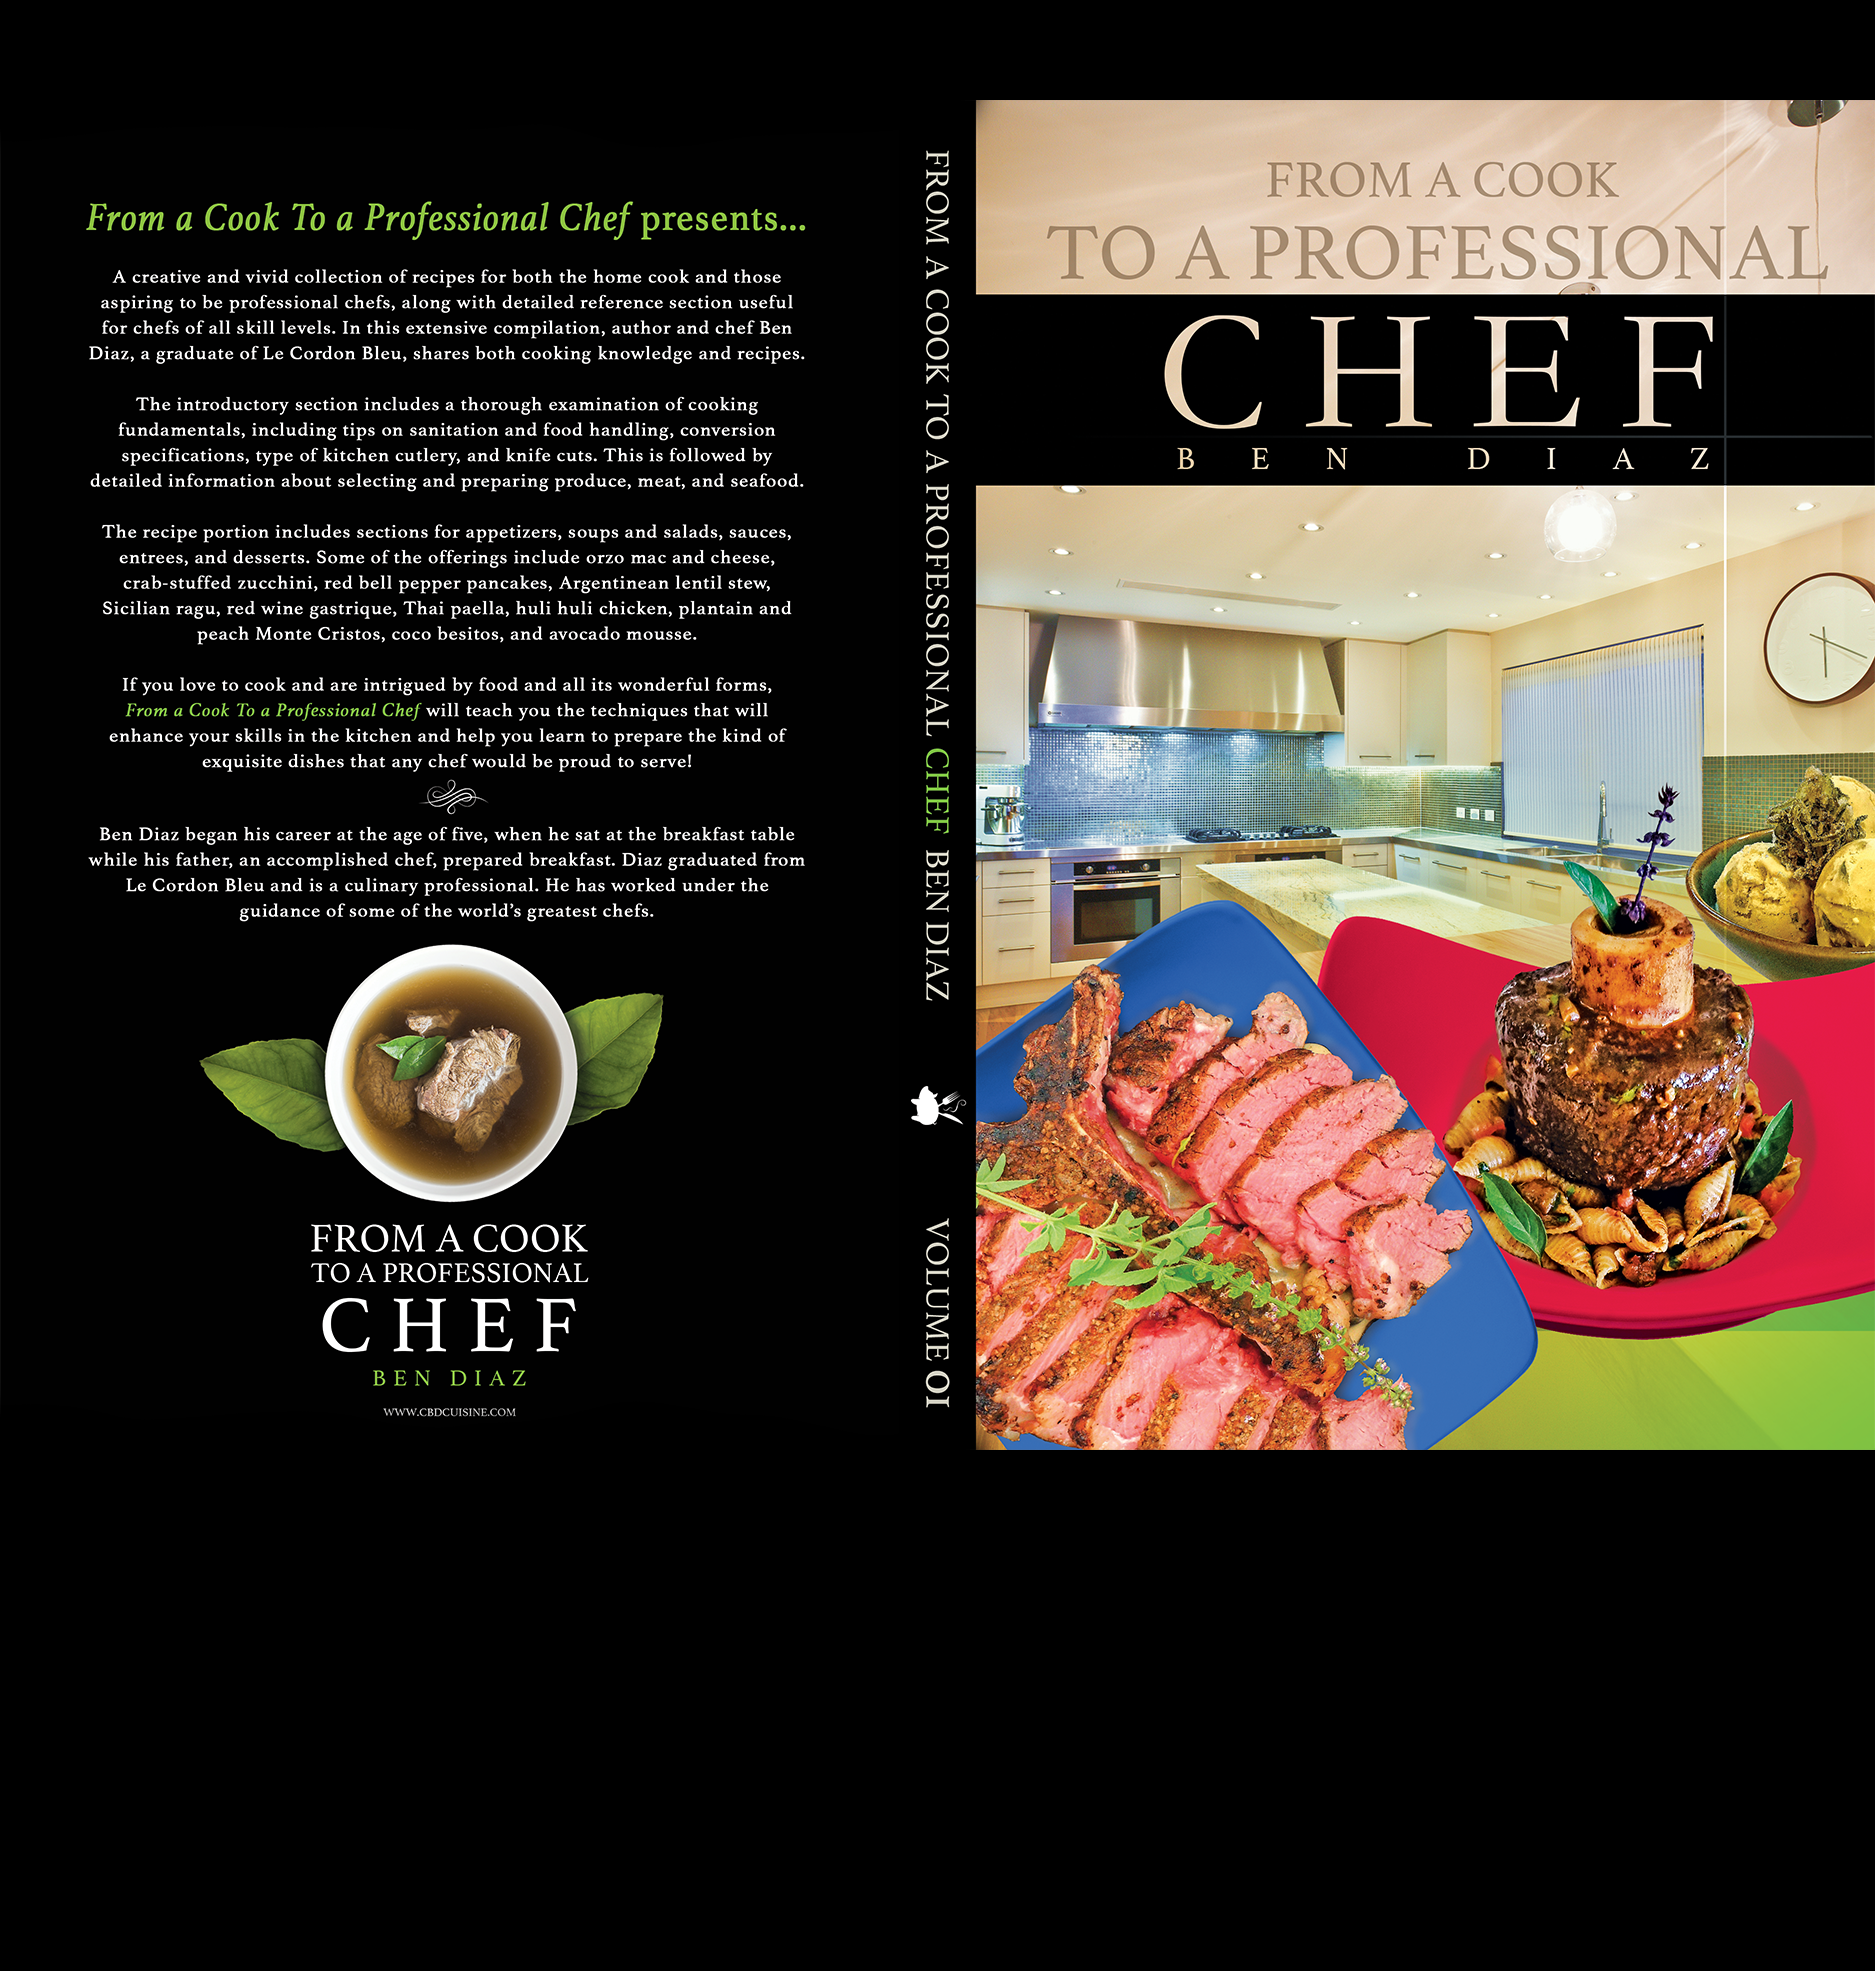 From a Cook To a Professional Chef presents...
A creative and vivid collection of recipes for both the home cook and those
aspiring to be professional chefs, along with detailed reference section useful
for chefs of all skill levels. In this extensive compilation, author and chef Ben
Diaz, a graduate of Le Cordon Bleu, shares both cooking knowledge and recipes.
The introductory section includes a thorough examination of cooking
fundamentals, including tips on sanitation and food handling, conversion
specifications, type of kitchen cutlery, and knife cuts. This is followed by
detailed information about selecting and preparing produce, meat, and seafood.
The recipe portion includes sections for appetizers, soups and salads, sauces,
entrees, and desserts. Some of the offerings include orzo mac and cheese,
crab-stuffed zucchini, red bell pepper pancakes, Argentinean lentil stew,
Sicilian ragu, red wine gastrique, Thai paella, huli huli chicken, plantain and
peach Monte Cristos, coco besitos, and avocado mousse.
If you love to cook and are intrigued by food and all its wonderful forms,
From a Cook To a Professional Chef will teach you the techniques that will
enhance your skills in the kitchen and help you learn to prepare the kind of
exquisite dishes that any chef would be proud to serve!
Ben Diaz began his career at the age of five, when he sat at the breakfast table
while his father, an accomplished chef, prepared breakfast. Diaz graduated from
Le Cordon Bleu and is a culinary professional. He has worked under the
guidance of some of the world's greatest chefs.
FROM A COOK
TO A PROFESSIONAL
CHEF
BEN DIAZ
WWW.CBDCUISINE.COM
FROM A COOK TO A PROFESSIONAL CHEF BEN DIAZ
VOLUME 01
FROM A COOK
TO A PROFESSIONAL
CHEF
BEN DIAZ